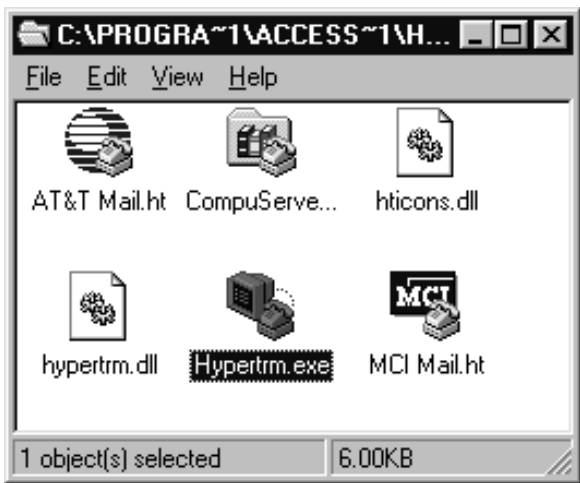 C:\PROGRA~1\ACCESS~1\H...
File Edit View Help
AT&T Mail.ht CompuServe... hticons.dll
MCI
hypertrm.dll Hypertrm.exe MCI Mail.ht
1 object(s) selected 6.00KB